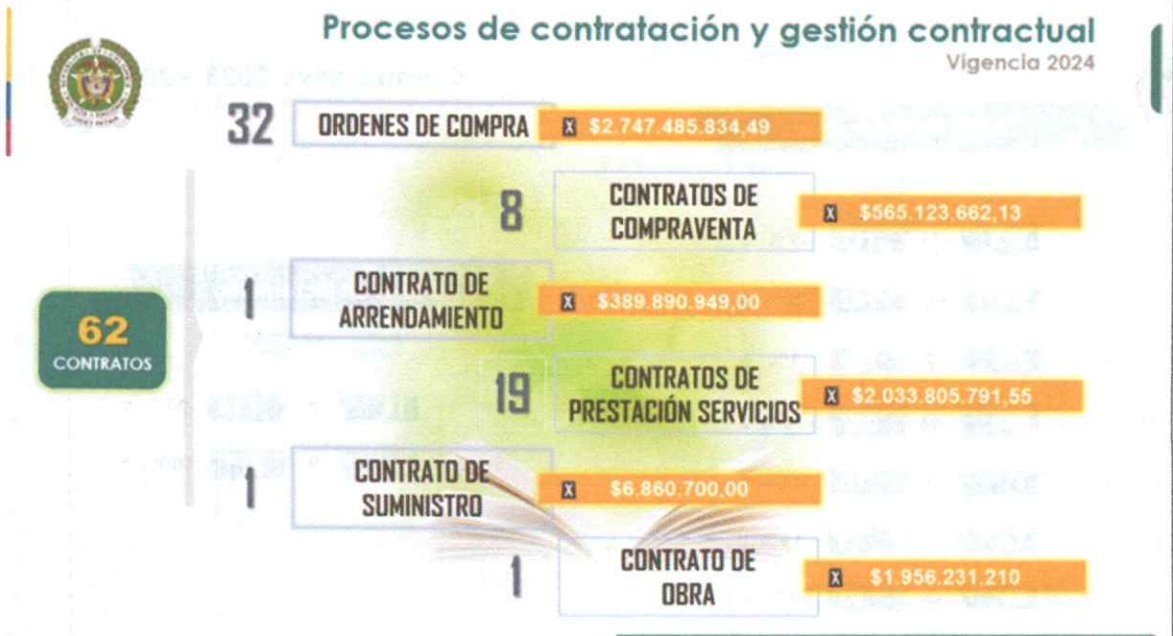 Procesos de contratación y gestión contractual
Vigencia 2024
32 ORDENES DE COMPRA X $2.747.485.834,49
8 CONTRATOS DE
COMPRAVENTA X $565.123.662,13
1 CONTRATO DE
ARRENDAMIENTO X $389.890.949,00
62
CONTRATOS
19 CONTRATOS DE
PRESTACIÓN SERVICIOS X $2.033.805.791,55
1 CONTRATO DE
SUMINISTRO X $6.860.700,00
1 CONTRATO DE
OBRA X $1.956.231.210